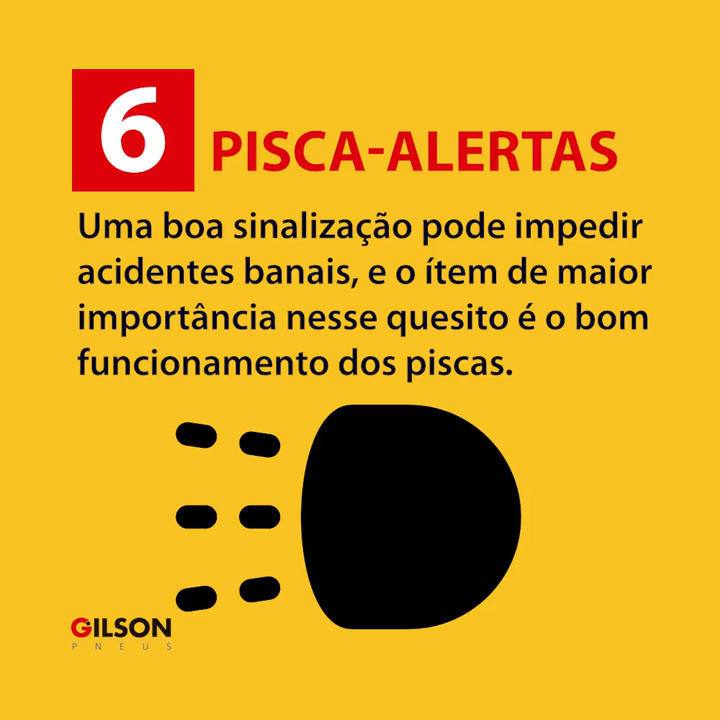 6 PISCA-ALERTAS
Uma boa sinalização pode impedir
acidentes banais, e o ítem de maior
importância nesse quesito é o bom
funcionamento dos piscas.
GILSON
PNEUS